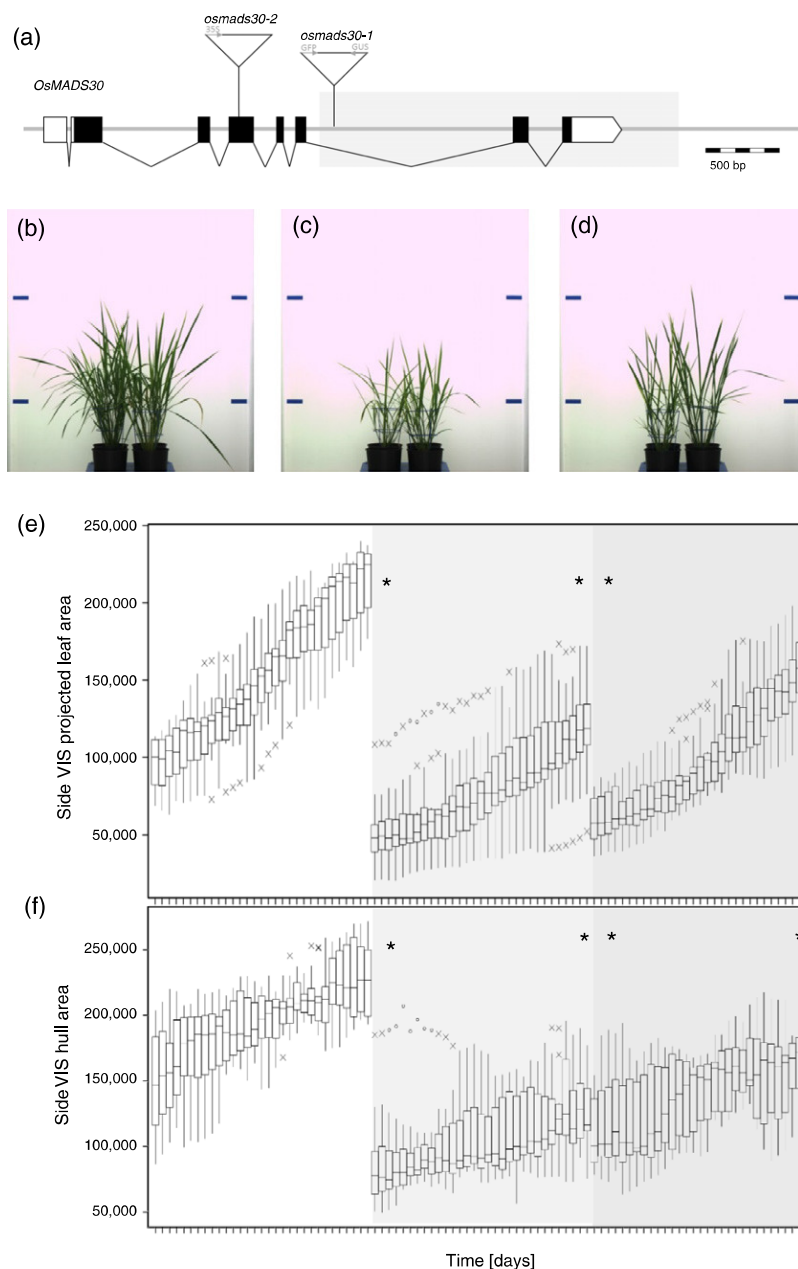 (a)
osmads30-2
35S
osmads30-1
GFP GUS
OsMADS30
500 bp
(b) (c) (d)
(e)
250,000
200,000
150,000
100,000
50,000
Side VIS projected leaf area
* * *
(f)
250,000
200,000
150,000
100,000
50,000
Side VIS hull area
* * * *
Time [days]